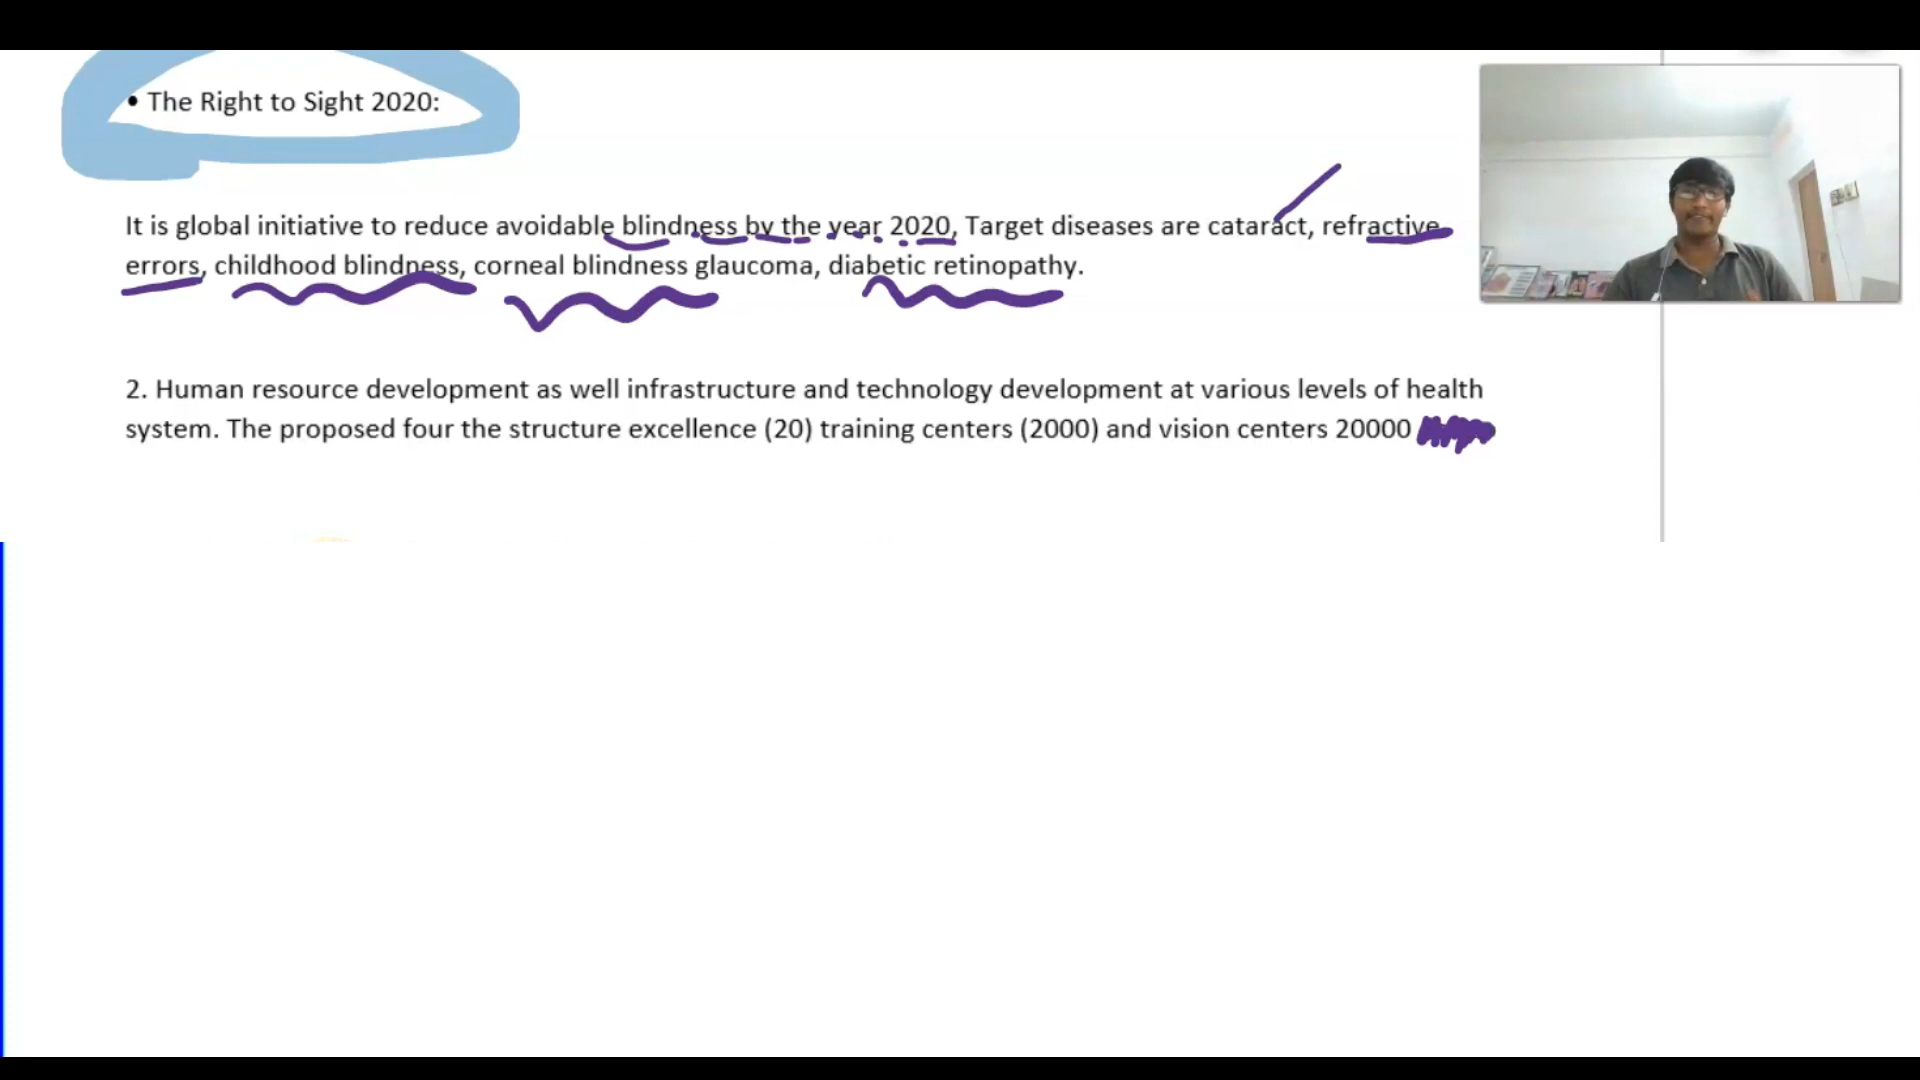 • The Right to Sight 2020:
It is global initiative to reduce avoidable blindness by the year 2020, Target diseases are cataract, refractive
errors, childhood blindness, corneal blindness glaucoma, diabetic retinopathy.
2. Human resource development as well infrastructure and technology development at various levels of health
system. The proposed four the structure excellence (20) training centers (2000) and vision centers 20000